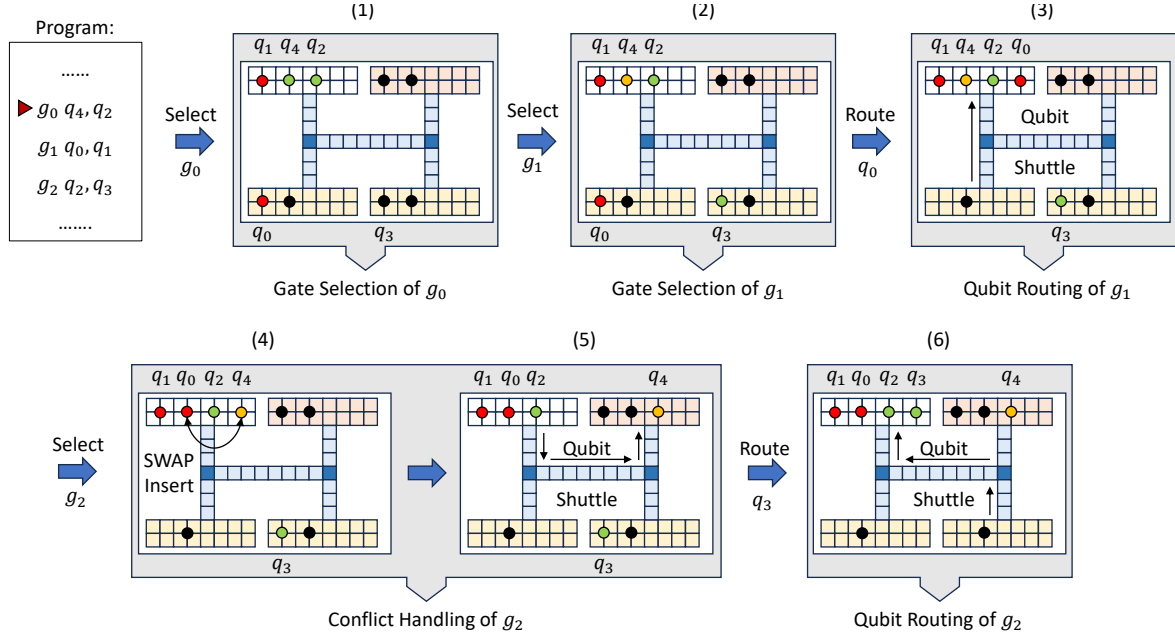 Program:
......
g₀ q₄, q₂
g₁ q₀, q₁
g₂ q₂, q₃
.......
Select
g₀
(1)
q₁ q₄ q₂
q₀ q₃
Gate Selection of g₀
Select
g₁
(2)
q₁ q₄ q₂
q₀ q₃
Gate Selection of g₁
Route
q₀
(3)
q₁ q₄ q₂ q₀
Qubit
Shuttle
q₃
Qubit Routing of g₁
Select
g₂
(4)
q₁ q₀ q₂ q₄
SWAP
Insert
q₃
(5)
q₁ q₀ q₂ q₄
Qubit
Shuttle
q₃
Conflict Handling of g₂
Route
q₃
(6)
q₁ q₀ q₂ q₃ q₄
Qubit
Shuttle
Qubit Routing of g₂